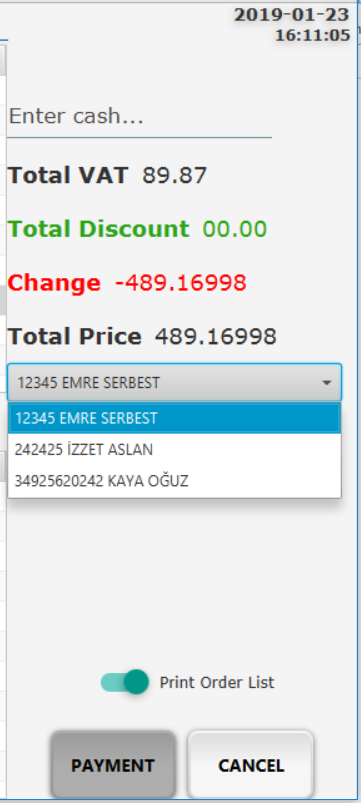 2019-01-23
16:11:05
Enter cash...
Total VAT 89.87
Total Discount 00.00
Change -489.16998
Total Price 489.16998
12345 EMRE SERBEST
12345 EMRE SERBEST
242425 İZZET ASLAN
34925620242 KAYA OĞUZ
Print Order List
PAYMENT CANCEL